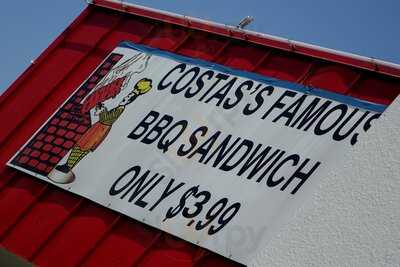 COSTAS'S FAMOUS
BBQ SANDWICH
ONLY $3.99